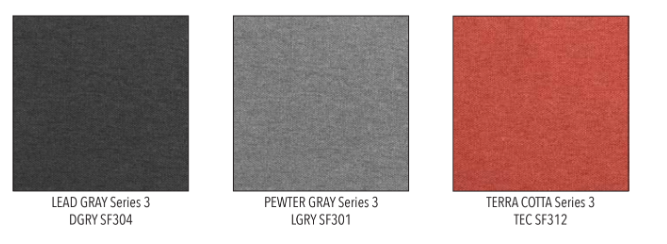 LEAD GRAY Series 3
DGRY SF304
PEWTER GRAY Series 3
LGRY SF301
TERRA COTTA Series 3
TEC SF312